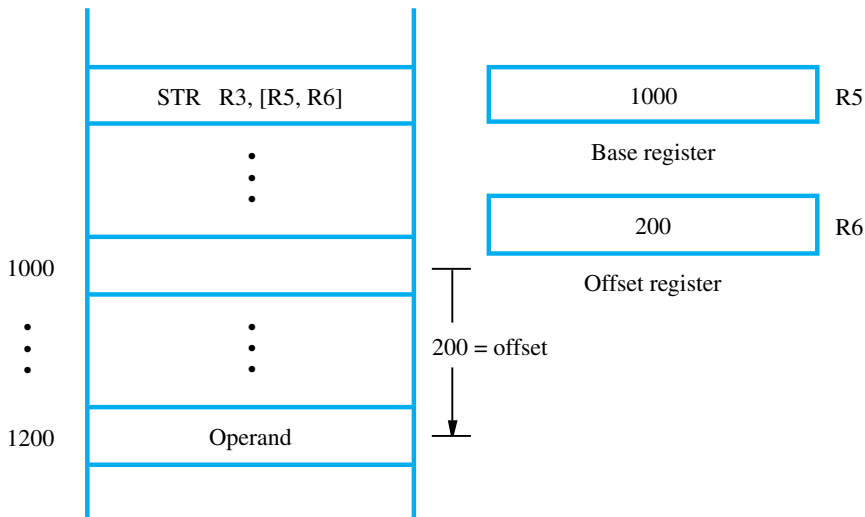 STR R3, [R5, R6]
1000 R5
Base register
200 R6
Offset register
1000
200 = offset
1200 Operand